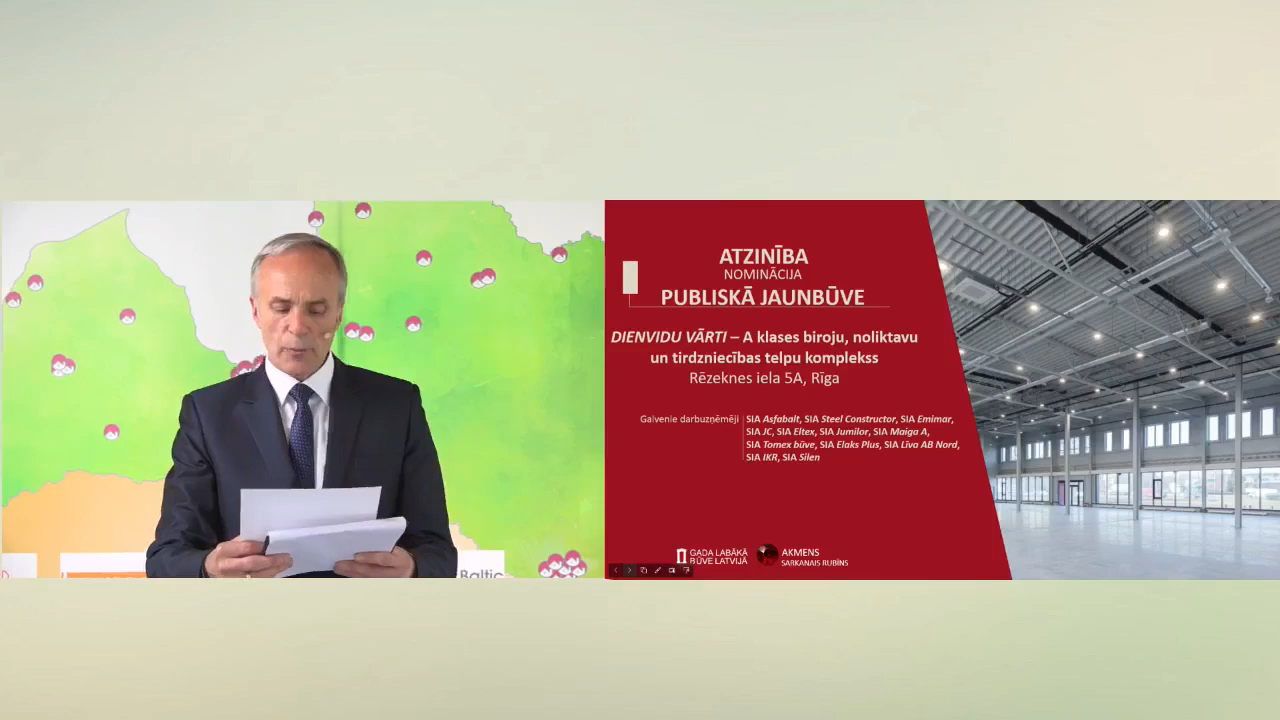 Baltic
ATZINĪBA
NOMINĀCIJA
PUBLISKĀ JAUNBŪVE
DIENVIDU VĀRTI – A klases biroju, noliktavu
un tirdzniecības telpu komplekss
Rēzeknes iela 5A, Rīga
Galvenie darbuzņēmēji
SIA Asfabalt, SIA Steel Constructor, SIA Emimar,
SIA JC, SIA Eltex, SIA Jumilor, SIA Maiga A,
SIA Tomex būve, SIA Elaks Plus, SIA Līva AB Nord,
SIA IKR, SIA Silen
GADA LABĀKĀ
BŪVE LATVIJĀ
AKMENS
SARKANAIS RUBĪNS